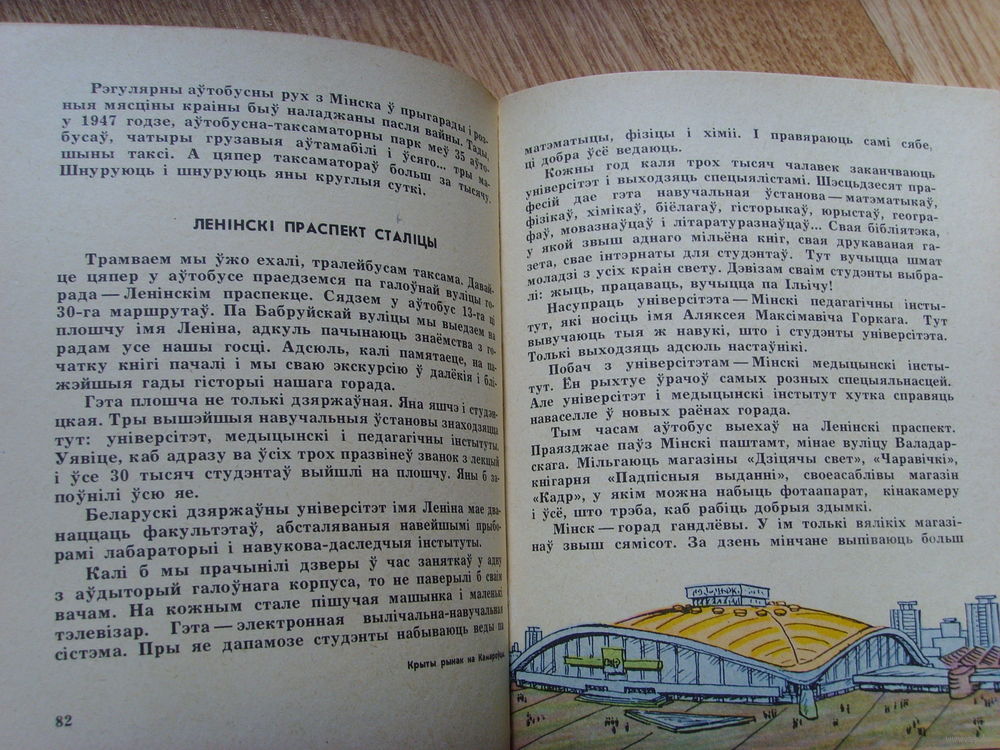 Рэгулярны аўтобусны рух з Мінска ў прыгарады і роз-
ныя мясціны краіны быў наладжаны пасля вайны. Тады,
у 1947 годзе, аўтобусна-таксаматорны парк меў 35 аўто-
бусаў, чатыры грузавыя аўтамабілі і ўсяго... тры ма-
шыны таксі. А цяпер таксаматораў больш за тысячу.
Шнуруюць і шнуруюць яны круглыя суткі.
ЛЕНІНСКІ ПРАСПЕКТ СТАЛІЦЫ
Трамваем мы ўжо ехалі, тралейбусам таксама. Давай-
це цяпер у аўтобусе праедземся па галоўнай вуліцы го-
рада — Ленінскім праспекце. Сядзем у аўтобус 13-га ці
30-га маршрутаў. Па Бабруйскай вуліцы мы выедзем на
плошчу імя Леніна, адкуль пачынаюць знаёмства з го-
радам усе нашы госці. Адсюль, калі памятаеце, на па-
чатку кнігі пачалі і мы сваю экскурсію ў далёкія і блі-
жэйшыя гады гісторыі нашага горада.
Гэта плошча не толькі дзяржаўная. Яна яшчэ і студэн-
цкая. Тры вышэйшыя навучальныя ўстановы знаходзяцца
тут: універсітэт, медыцынскі і педагагічны інстытуты.
Уявіце, каб адразу ва ўсіх трох празвінеў званок з лекцый
і ўсе 30 тысяч студэнтаў выйшлі на плошчу. Яны б за-
поўнілі ўсю яе.
Беларускі дзяржаўны універсітэт імя Леніна мае два-
наццаць факультэтаў, абсталяваныя навейшымі прыбо-
рамі лабараторыі і навукова-даследчыя інстытуты.
Калі б мы прачынілі дзверы ў час заняткаў у адну
з аўдыторый галоўнага корпуса, то не паверылі б сваім
вачам. На кожным стале пішучая машынка і маленькі
тэлевізар. Гэта — электронная вылічальна-навучальная
сістэма. Пры яе дапамозе студэнты набываюць веды па
Крыты рынак на Камароўцы.
82
матэматыцы, фізіцы і хіміі. І правяраюць самі сябе,
ці добра ўсё ведаюць.
Кожны год каля трох тысяч чалавек заканчваюць
універсітэт і выходзяць спецыялістамі. Шэсцьдзесят пра-
фесій дае гэта навучальная ўстанова — матэматыкаў,
фізікаў, хімікаў, біёлагаў, гісторыкаў, юрыстаў, геогра-
фаў, мовазнаўцаў і літаратуразнаўцаў... Свая бібліятэка,
у якой звыш аднаго мільёна кніг, свая друкаваная га-
зета, свае інтэрнаты для студэнтаў. Тут вучыцца шмат
моладзі з усіх краін свету. Дэвізам сваім студэнты выбра-
лі: жыць, працаваць, вучыцца па Ільічу!
Насупраць універсітэта — Мінскі педагагічны інсты-
тут, які носіць імя Аляксея Максімавіча Горкага. Тут
вывучаюць тыя ж навукі, што і студэнты універсітэта.
Толькі выходзяць адсюль настаўнікі.
Побач з універсітэтам — Мінскі медыцынскі інсты-
тут. Ён рыхтуе ўрачоў самых розных спецыяльнасцей.
Але універсітэт і медыцынскі інстытут хутка справяць
наваселле ў новых раёнах горада.
Тым часам аўтобус выехаў на Ленінскі праспект.
Праязджае паўз Мінскі паштамт, мінае вуліцу Валадар-
скага. Мільгаюць магазіны «Дзіцячы свет», «Чаравічкі»,
кнігарня «Падпісныя выданні», своеасаблівы магазін
«Кадр», у якім можна набыць фотаапарат, кінакамеру
і ўсё, што трэба, каб рабіць добрыя здымкі.
Мінск — горад гандлёвы. У ім толькі вялікіх магазі-
наў звыш сямісот. За дзень мінчане выпіваюць больш